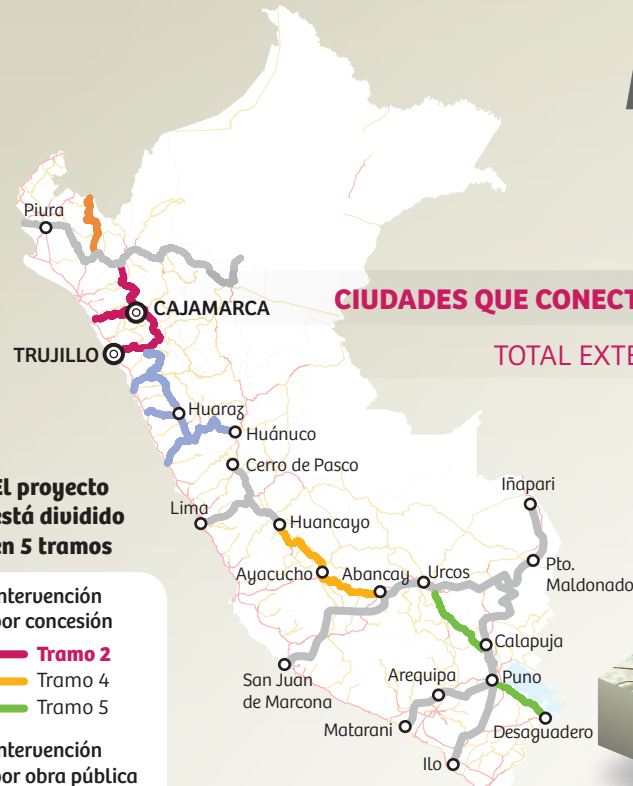 Piura
CAJAMARCA
CIUDADES QUE CONECT
TRUJILLO
TOTAL EXTE
Huaraz
Huánuco
Cerro de Pasco
El proyecto
está dividido
en 5 tramos
Iñapari
Lima
Huancayo
Ayacucho
Abancay
Urcos
Pto.
Maldonado
intervención
por concesión
Tramo 2
Tramo 4
Tramo 5
Calapuja
San Juan
de Marcona
Arequipa
Puno
Matarani
Desaguadero
Ilo
intervención
por obra pública